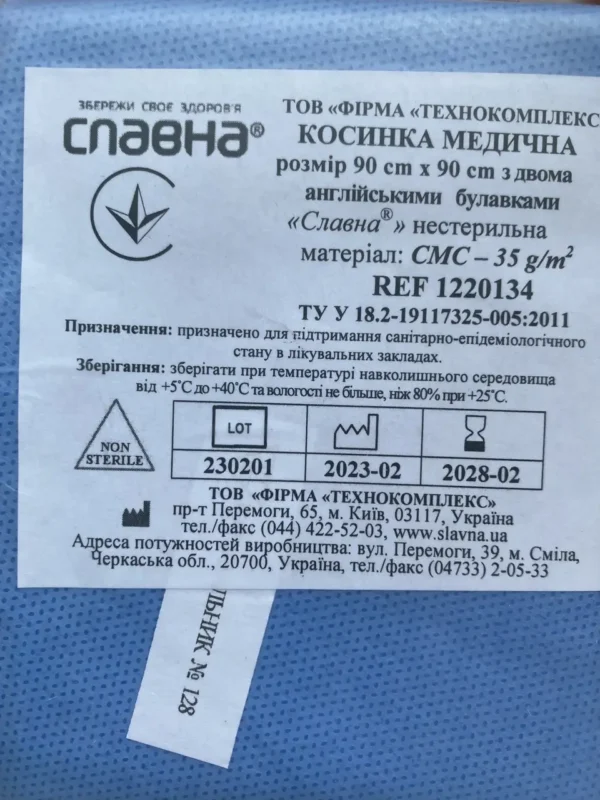 ЗБЕРЕЖИ СВОЄ ЗДОРОВ'Я
СЛАВНА®
ТОВ «ФІРМА «ТЕХНОКОМПЛЕКС
КОСИНКА МЕДИЧНА
розмір 90 cm x 90 cm з двома
англійськими булавками
«Славна®» нестерильна
матеріал: СМС – 35 g/m²
REF 1220134
ТУ У 18.2-19117325-005:2011
Призначення: призначено для підтримання санітарно-епідеміологічного
стану в лікувальних закладах.
Зберігання: зберігати при температурі навколишнього середовища
від +5˚С до +40˚С та вологості не більше, ніж 80% при +25˚С.
NON
STERILE
LOT
230201 2023-02 2028-02
ТОВ «ФІРМА «ТЕХНОКОМПЛЕКС»
пр-т Перемоги, 65, м. Київ, 03117, Україна
тел./факс (044) 422-52-03, www.slavna.ua
Адреса потужностей виробництва: вул. Перемоги, 39, м. Сміла,
Черкаська обл., 20700, Україна, тел./факс (04733) 2-05-33
ЛЬНИК № 128